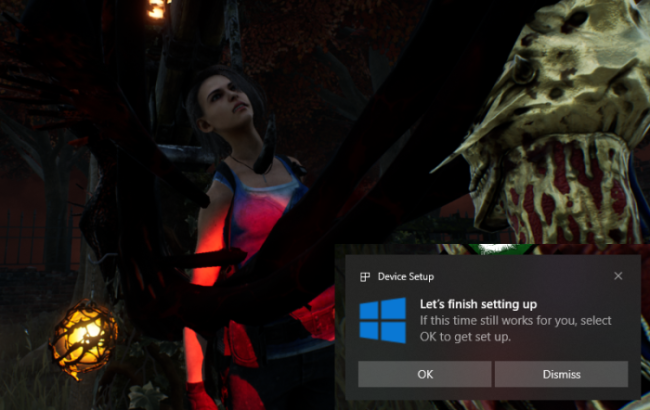 Device Setup
Let's finish setting up
If this time still works for you, select
OK to get set up.
OK
Dismiss